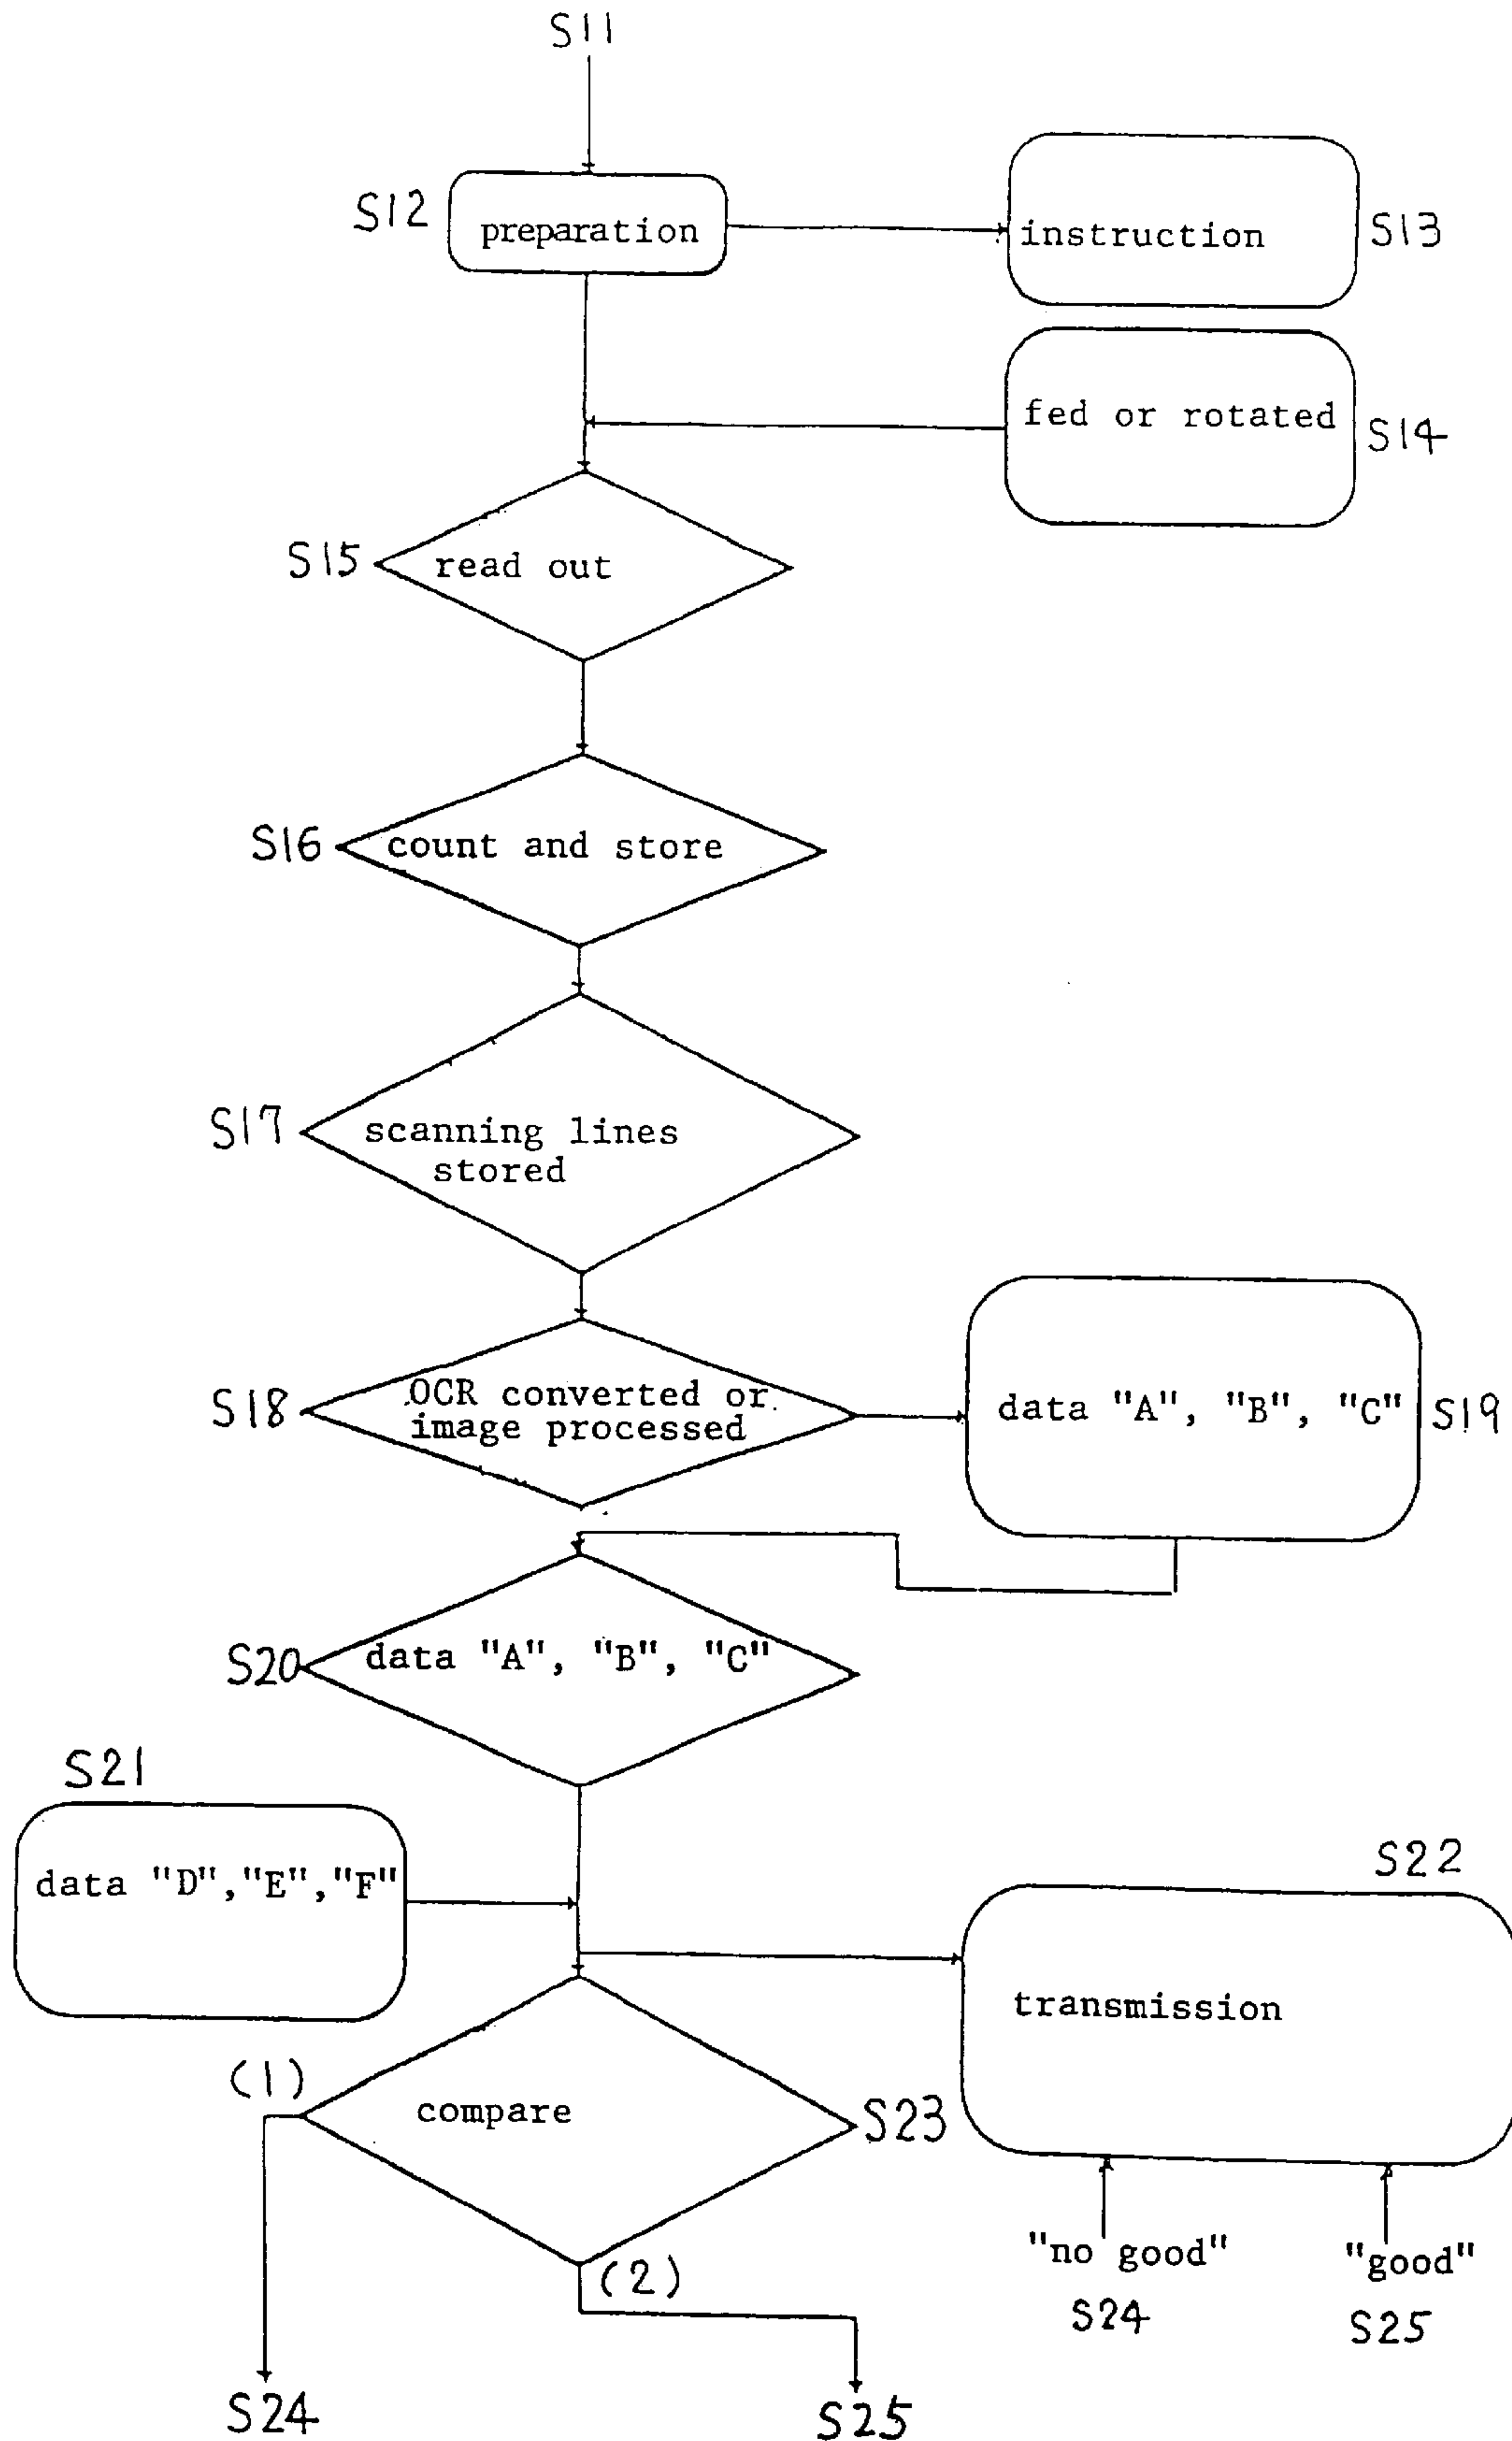 S11
S12
preparation
instruction
S13
fed or rotated
S14
S15
read out
S16
count and store
S17
scanning lines
stored
S18
OCR converted or
image processed
data "A", "B", "C"
S19
S20
data "A", "B", "C"
S21
data "D","E","F"
S22
transmission
(1)
compare
S23
(2)
"no good"
"good"
S24
S25
S24
S25